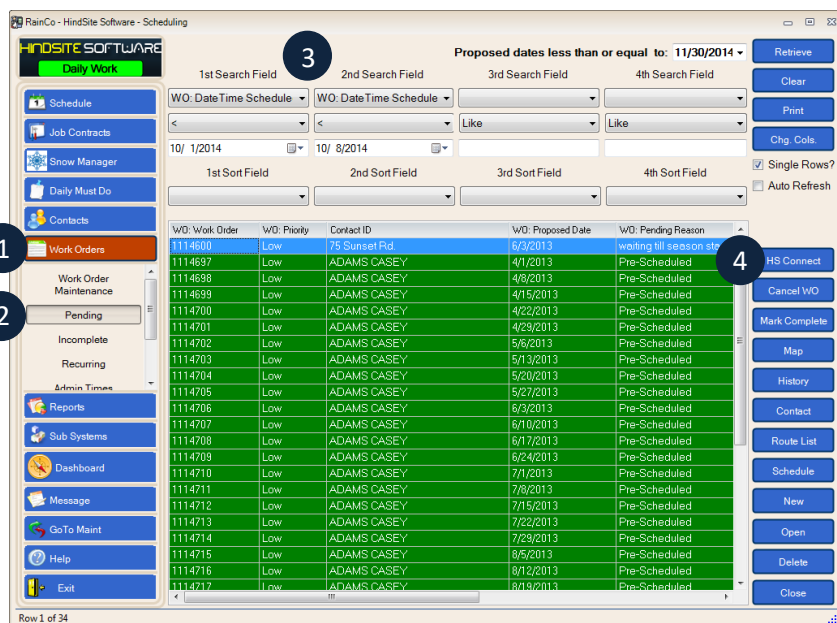 RainCo - HindSite Software - Scheduling
HINDSITE SOFTWARE
Daily Work
Schedule
Job Contracts
Snow Manager
Daily Must Do
Contacts
1
Work Orders
Work Order
Maintenance
2
Pending
Incomplete
Recurring
Admin Times
Reports
Sub Systems
Dashboard
Message
GoTo Maint
Help
Exit
3
Proposed dates less than or equal to: 11/30/2014
1st Search Field 2nd Search Field 3rd Search Field 4th Search Field
WO: DateTime Schedule WO: DateTime Schedule
< < Like Like
10/ 1/2014 10/ 8/2014
1st Sort Field 2nd Sort Field 3rd Sort Field 4th Sort Field
WO: Work Order WO: Priority Contact ID WO: Proposed Date WO: Pending Reason
1114600 Low 75 Sunset Rd. 6/3/2013 waiting till season sta
1114697 Low ADAMS CASEY 4/1/2013 Pre-Scheduled
1114698 Low ADAMS CASEY 4/8/2013 Pre-Scheduled
1114699 Low ADAMS CASEY 4/15/2013 Pre-Scheduled
1114700 Low ADAMS CASEY 4/22/2013 Pre-Scheduled
1114701 Low ADAMS CASEY 4/29/2013 Pre-Scheduled
1114702 Low ADAMS CASEY 5/6/2013 Pre-Scheduled
1114703 Low ADAMS CASEY 5/13/2013 Pre-Scheduled
1114704 Low ADAMS CASEY 5/20/2013 Pre-Scheduled
1114705 Low ADAMS CASEY 5/27/2013 Pre-Scheduled
1114706 Low ADAMS CASEY 6/3/2013 Pre-Scheduled
1114707 Low ADAMS CASEY 6/10/2013 Pre-Scheduled
1114708 Low ADAMS CASEY 6/17/2013 Pre-Scheduled
1114709 Low ADAMS CASEY 6/24/2013 Pre-Scheduled
1114710 Low ADAMS CASEY 7/1/2013 Pre-Scheduled
1114711 Low ADAMS CASEY 7/8/2013 Pre-Scheduled
1114712 Low ADAMS CASEY 7/15/2013 Pre-Scheduled
1114713 Low ADAMS CASEY 7/22/2013 Pre-Scheduled
1114714 Low ADAMS CASEY 7/29/2013 Pre-Scheduled
1114715 Low ADAMS CASEY 8/5/2013 Pre-Scheduled
1114716 Low ADAMS CASEY 8/12/2013 Pre-Scheduled
1114717 Low ADAMS CASEY 8/19/2013 Pre-Scheduled
Retrieve
Clear
Print
Chg. Cols.
Single Rows?
Auto Refresh
4
HS Connect
Cancel WO
Mark Complete
Map
History
Contact
Route List
Schedule
New
Open
Delete
Close
Row 1 of 34